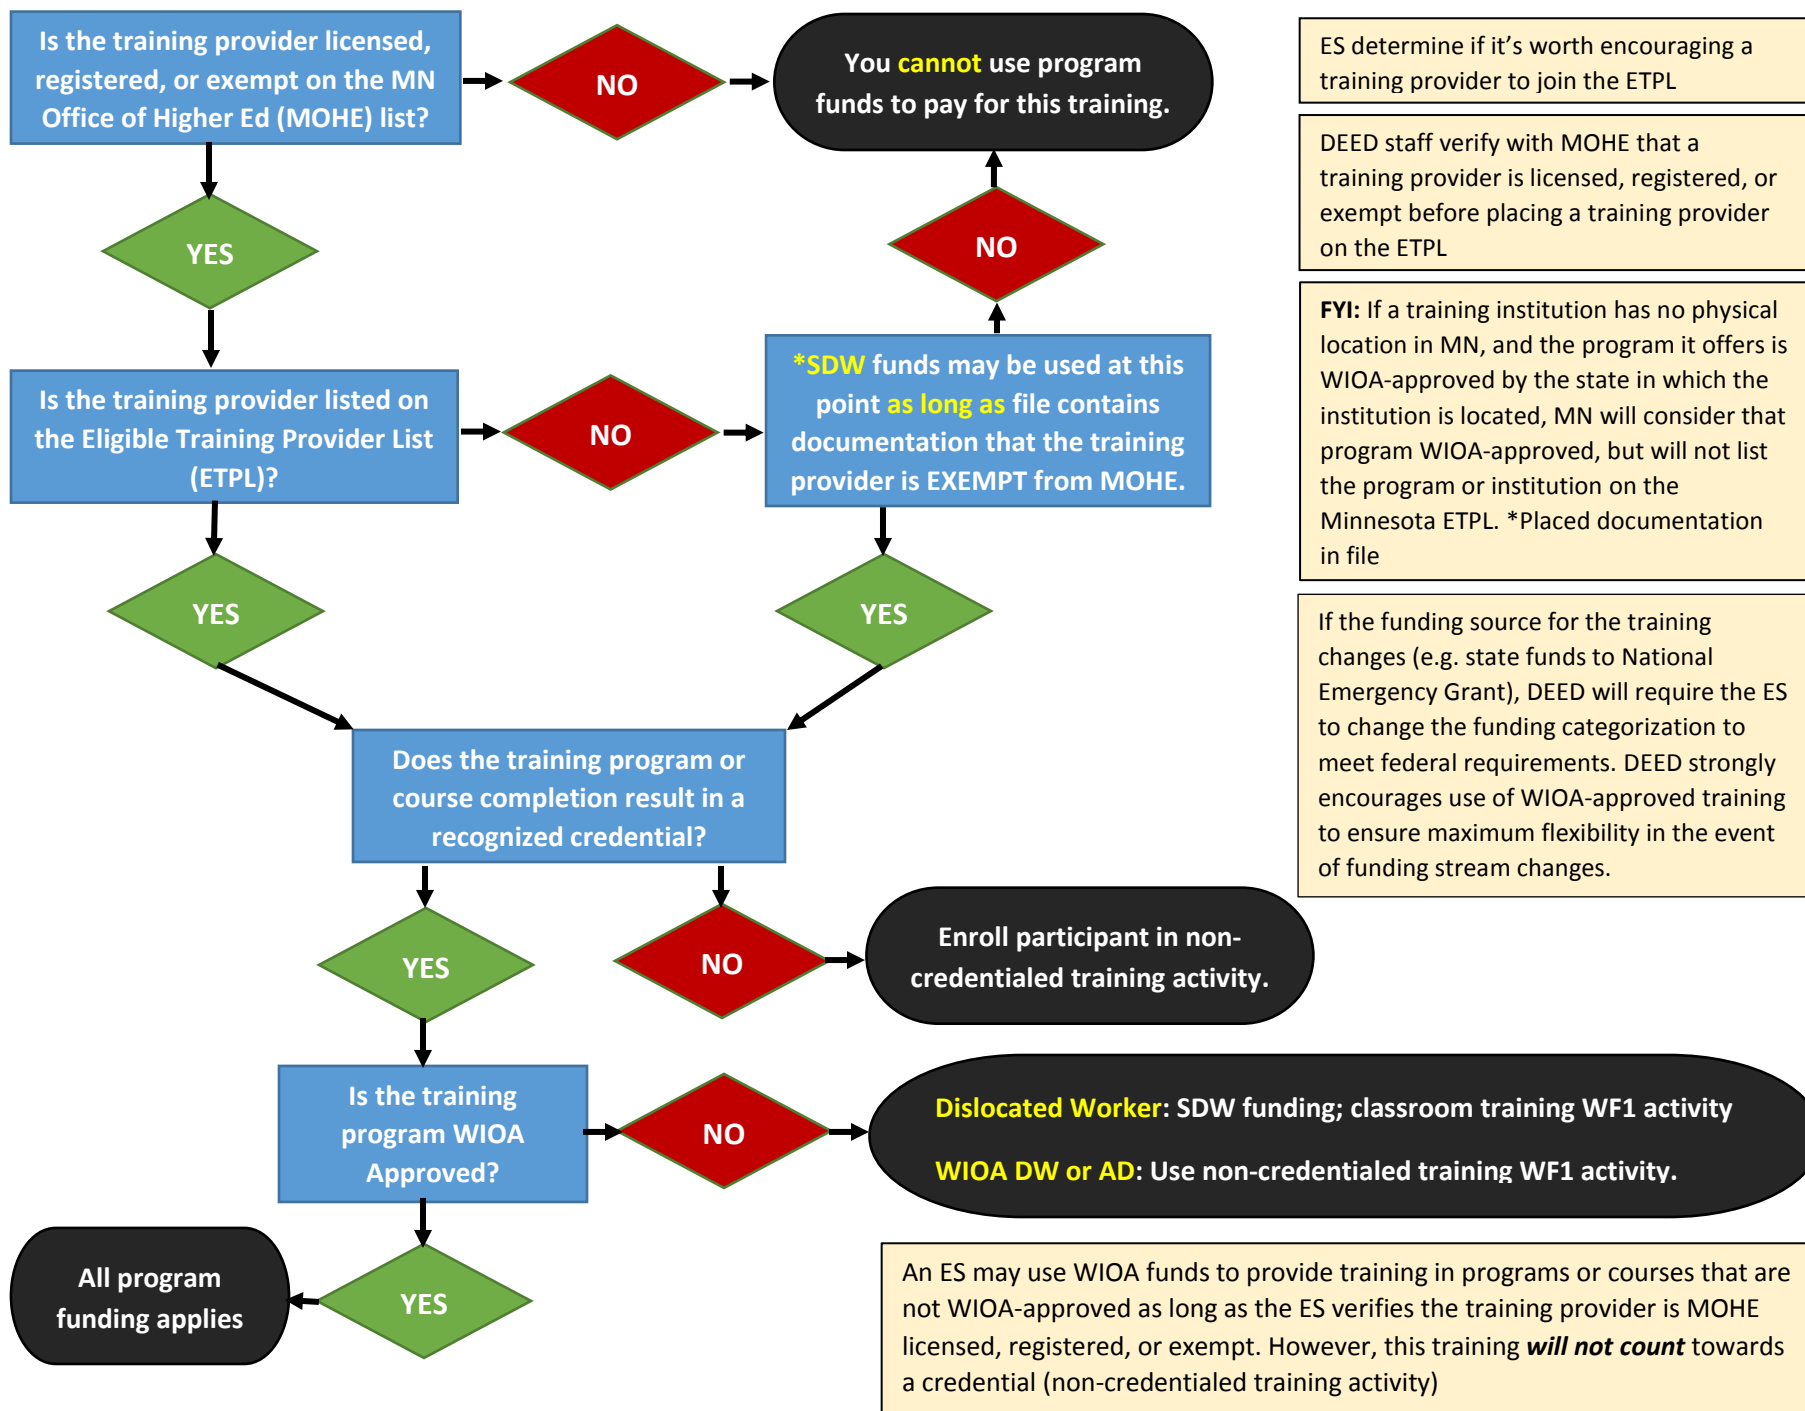 Is the training provider licensed,
registered, or exempt on the MN
Office of Higher Ed (MOHE) list?
NO
You cannot use program
funds to pay for this training.
YES
NO
Is the training provider listed on
the Eligible Training Provider List
(ETPL)?
NO
*SDW funds may be used at this
point as long as file contains
documentation that the training
provider is EXEMPT from MOHE.
YES
YES
Does the training program or
course completion result in a
recognized credential?
YES
NO
Enroll participant in non-
credentialed training activity.
Is the training
program WIOA
Approved?
NO
Dislocated Worker: SDW funding; classroom training WF1 activity
WIOA DW or AD: Use non-credentialed training WF1 activity.
YES
All program
funding applies
ES determine if it's worth encouraging a
training provider to join the ETPL
DEED staff verify with MOHE that a
training provider is licensed, registered, or
exempt before placing a training provider
on the ETPL
FYI: If a training institution has no physical
location in MN, and the program it offers is
WIOA-approved by the state in which the
institution is located, MN will consider that
program WIOA-approved, but will not list
the program or institution on the
Minnesota ETPL. *Placed documentation
in file
If the funding source for the training
changes (e.g. state funds to National
Emergency Grant), DEED will require the ES
to change the funding categorization to
meet federal requirements. DEED strongly
encourages use of WIOA-approved training
to ensure maximum flexibility in the event
of funding stream changes.
An ES may use WIOA funds to provide training in programs or courses that are
not WIOA-approved as long as the ES verifies the training provider is MOHE
licensed, registered, or exempt. However, this training will not count towards
a credential (non-credentialed training activity)